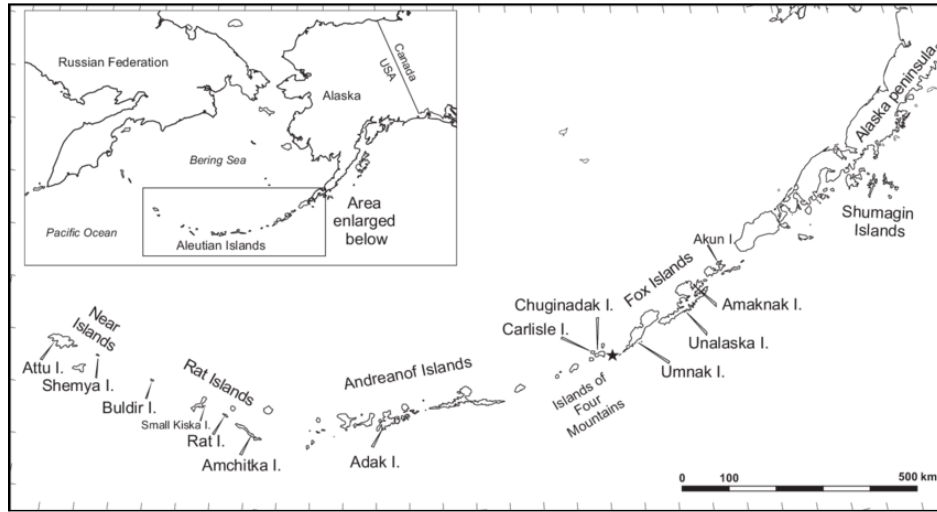 Russian Federation
Canada
USA
Alaska
Bering Sea
Pacific Ocean
Aleutian Islands
Area
enlarged
below
Alaska peninsula
Shumagin
Islands
Akun I.
Fox Islands
Amaknak I.
Unalaska I.
Umnak I.
Chuginadak I.
Carlisle I.
Islands of
Four
Mountains
Near
Islands
Attu I.
Shemya I.
Buldir I.
Rat Islands
Small Kiska I.
Rat I.
Amchitka I.
Andreanof Islands
Adak I.
0 100 500 km